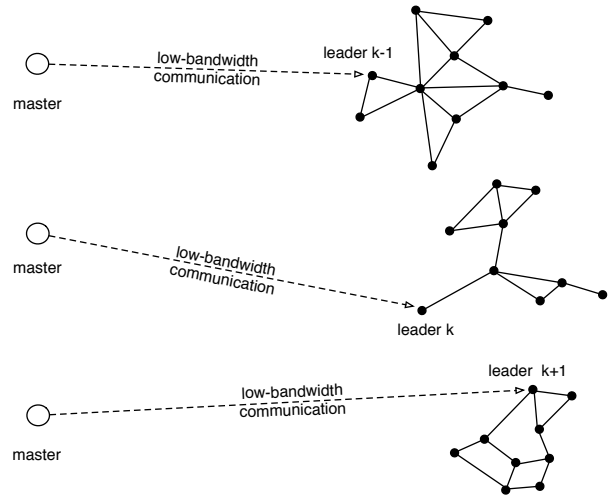 leader k-1
low-bandwidth
communication
master
low-bandwidth
communication
master
leader k
leader k+1
low-bandwidth
communication
master